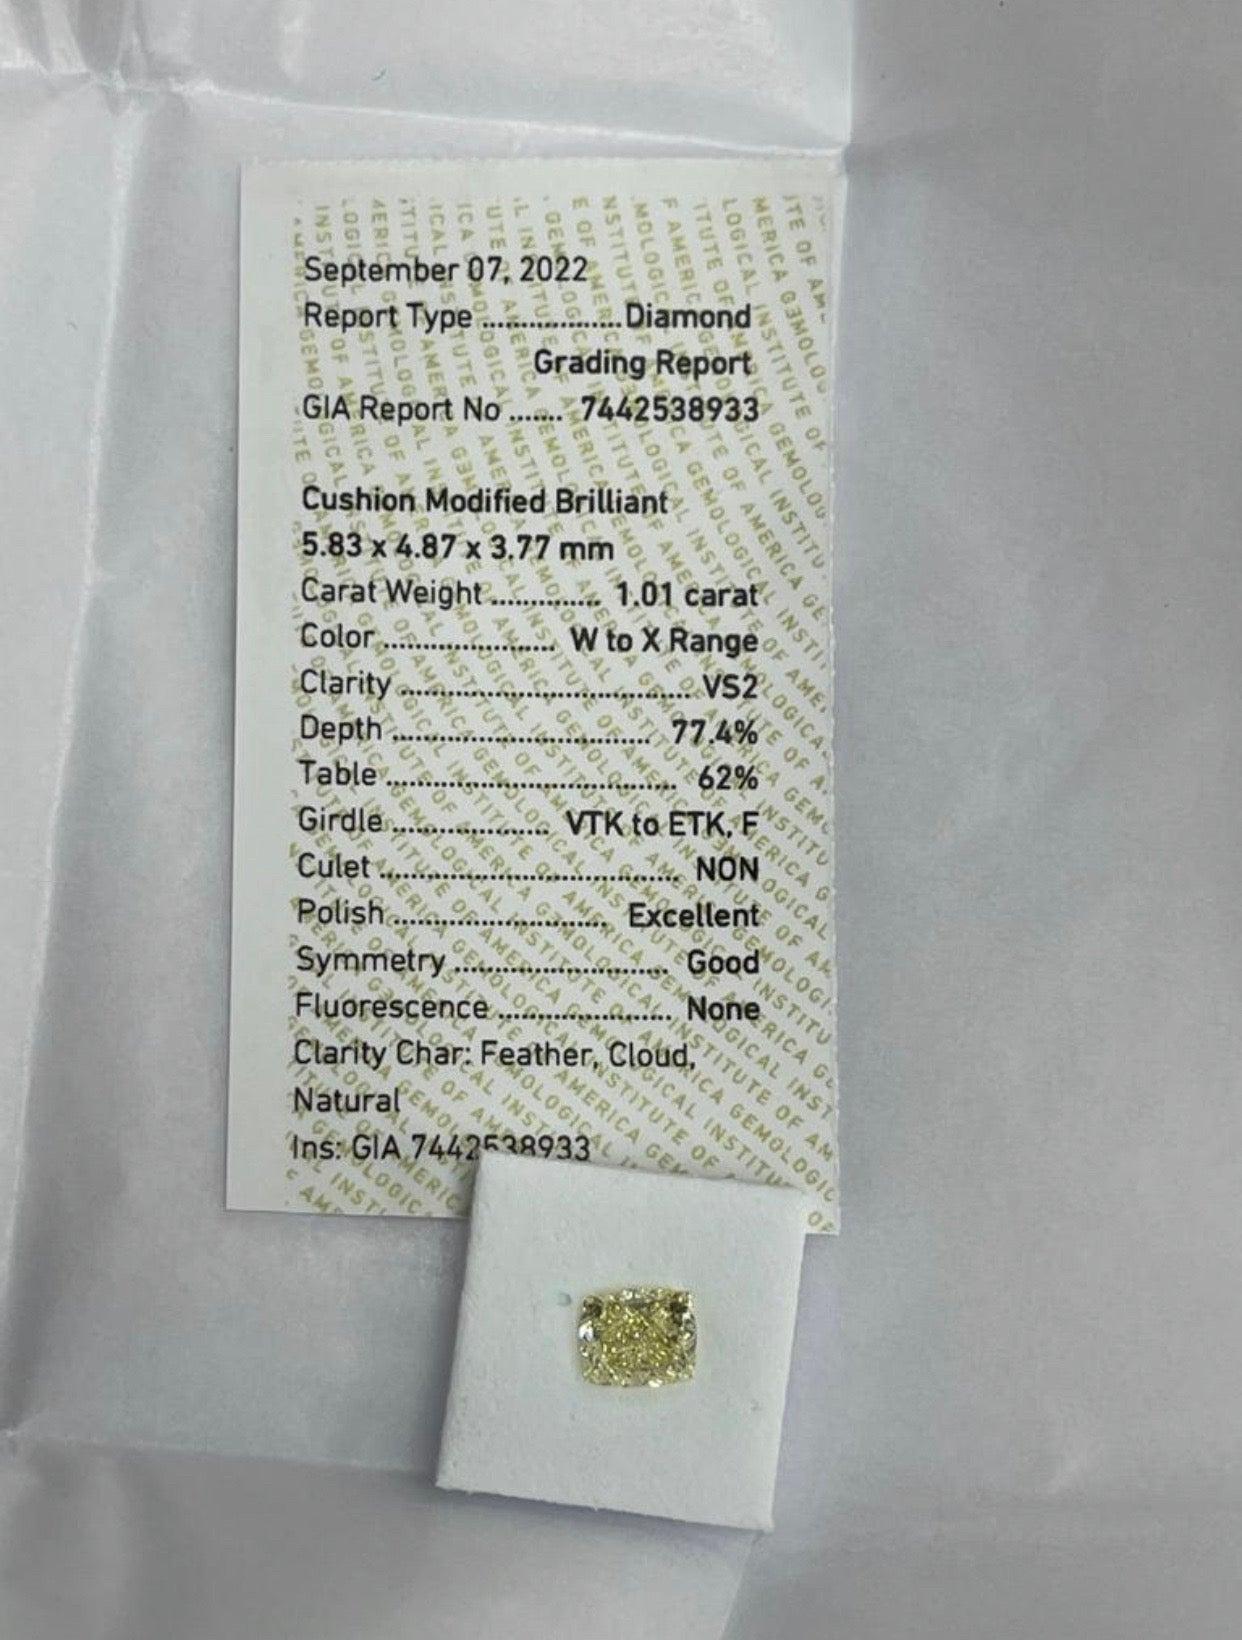 September 07, 2022
Report Type ................... Diamond
Grading Report
GIA Report No ....... 7442538933
Cushion Modified Brilliant
5.83 x 4.87 x 3.77 mm
Carat Weight .............. 1.01 carat
Color ...................... W to X Range
Clarity ..................................... VS2
Depth ................................. 77.4%
Table ..................................... 62%
Girdle .................... VTK to ETK, F
Culet ...................................... NON
Polish ........................... Excellent
Symmetry ........................... Good
Fluorescence ...................... None
Clarity Char: Feather, Cloud,
Natural
Ins: GIA 7442538933